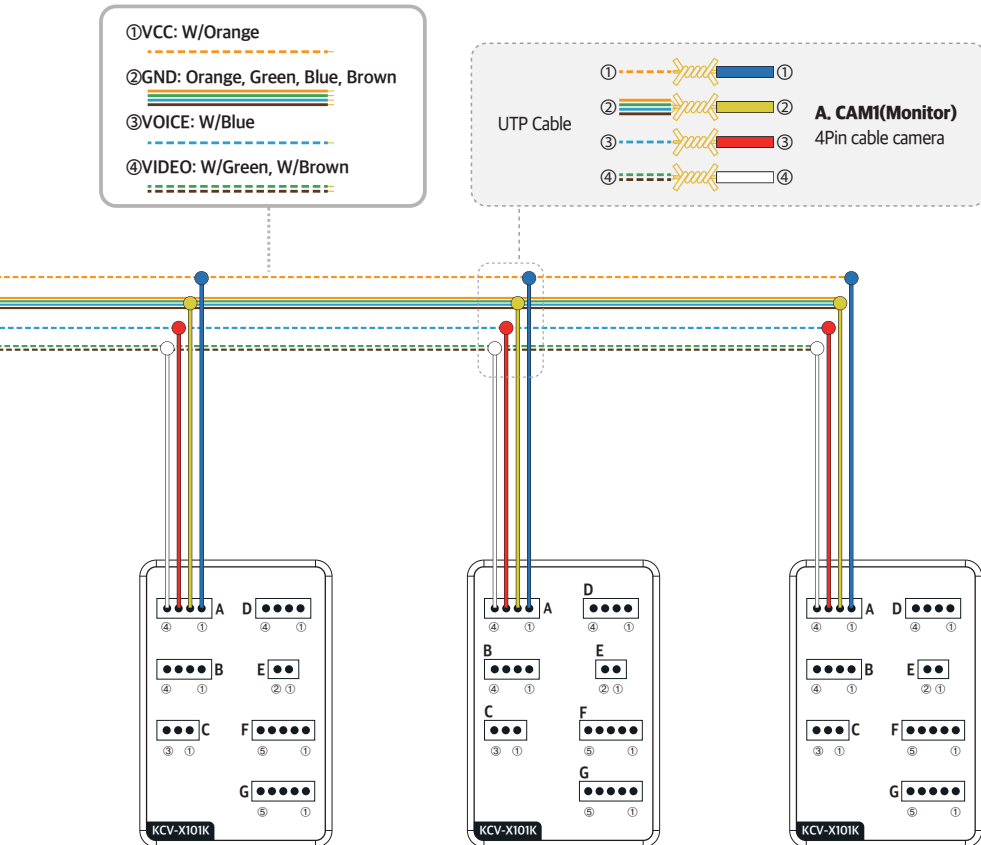 ①VCC: W/Orange
②GND: Orange, Green, Blue, Brown
③VOICE: W/Blue
④VIDEO: W/Green, W/Brown
UTP Cable
① ①
② ②
③ ③
④ ④
A. CAM1(Monitor)
4Pin cable camera
A D
④ ① ④ ①
B E
④ ① ② ①
C F
③ ① ⑤ ①
G
⑤ ①
KCV-X101K
D
A
④ ① ④ ①
B E
④ ① ② ①
C F
③ ① ⑤ ①
G
⑤ ①
KCV-X101K
A D
④ ① ④ ①
B E
④ ① ② ①
C F
③ ① ⑤ ①
G
⑤ ①
KCV-X101K